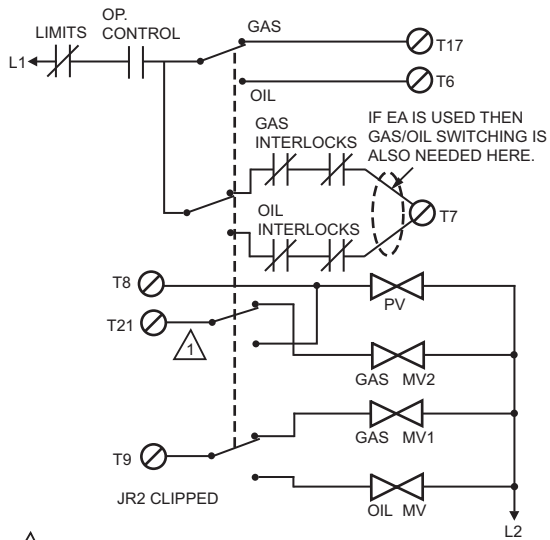 OP.
CONTROL
LIMITS
L1
GAS
T17
T6
OIL
IF EA IS USED THEN
GAS/OIL SWITCHING IS
ALSO NEEDED HERE.
GAS
INTERLOCKS
T7
OIL
INTERLOCKS
T8
PV
T21
1
GAS MV2
GAS MV1
T9
JR2 CLIPPED
OIL MV
L2